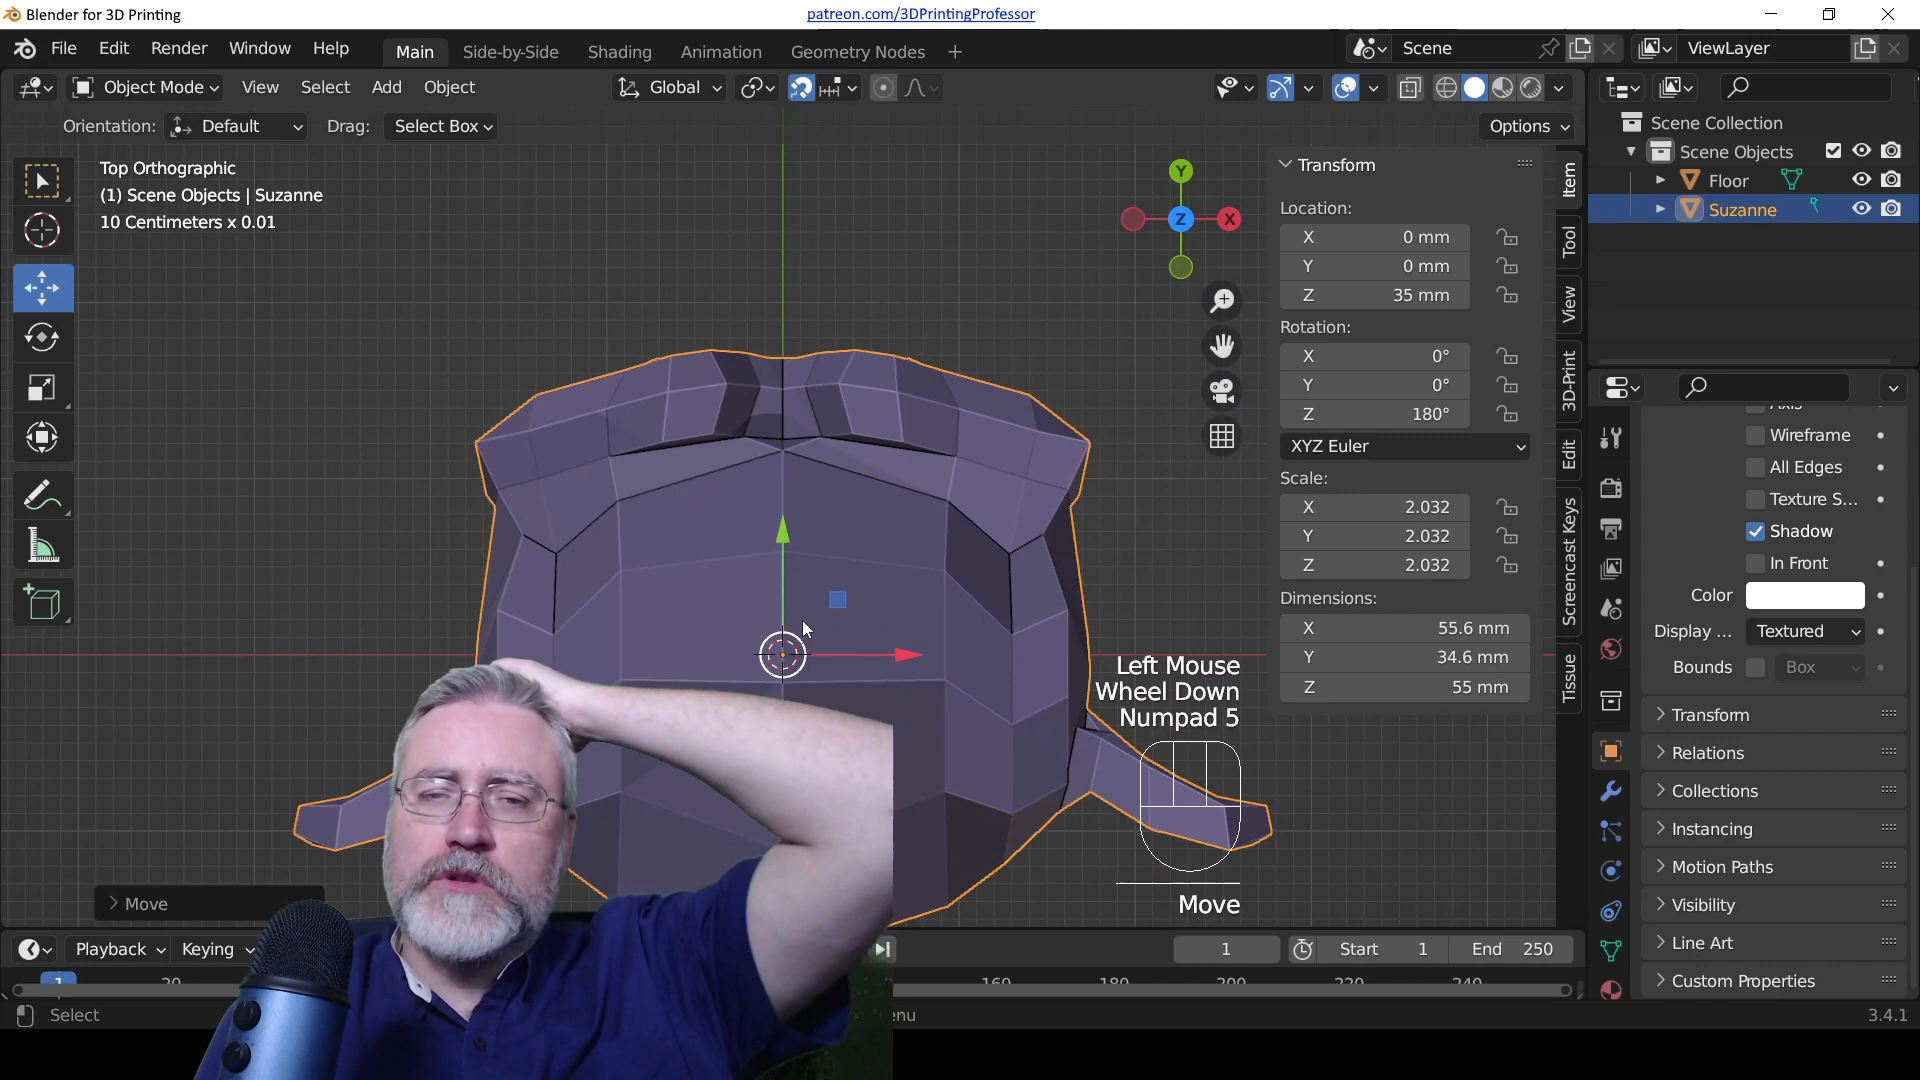 Blender for 3D Printing
patreon.com/3DPrintingProfessor
File Edit Render Window Help
Main Side-by-Side Shading Animation Geometry Nodes +
Scene
ViewLayer
Object Mode View Select Add Object
Global
Orientation: Default Drag: Select Box
Options
Top Orthographic
(1) Scene Objects | Suzanne
10 Centimeters x 0.01
Y
Z
X
Transform
Location:
X 0 mm
Y 0 mm
Z 35 mm
Rotation:
X 0°
Y 0°
Z 180°
XYZ Euler
Scale:
X 2.032
Y 2.032
Z 2.032
Dimensions:
X 55.6 mm
Y 34.6 mm
Z 55 mm
Item
Tool
View
3D-Print
Edit
Screencast Keys
Tissue
Scene Collection
Scene Objects
Floor
Suzanne
Wireframe
All Edges
Texture S...
Shadow
In Front
Color
Display ... Textured
Bounds Box
Transform
Relations
Collections
Instancing
Motion Paths
Visibility
Line Art
Custom Properties
Left Mouse
Wheel Down
Numpad 5
Move
Move
Playback Keying
1
Start 1
End 250
1 20 160 180 200 220 240
Select
enu
3.4.1